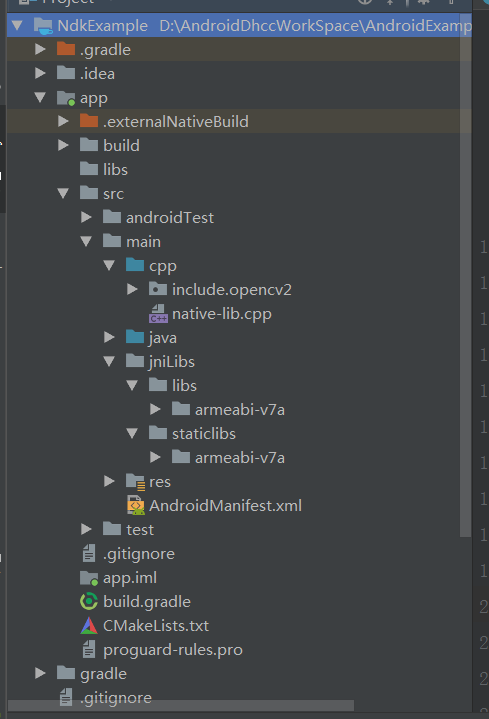 NdkExample D:\AndroidDhccWorkSpace\AndroidExamp
.gradle
.idea
app
.externalNativeBuild
build
libs
src
androidTest
main
cpp
include.opencv2
native-lib.cpp
java
jniLibs
libs
armeabi-v7a
staticlibs
armeabi-v7a
res
AndroidManifest.xml
test
.gitignore
app.iml
build.gradle
CMakeLists.txt
proguard-rules.pro
gradle
.gitignore